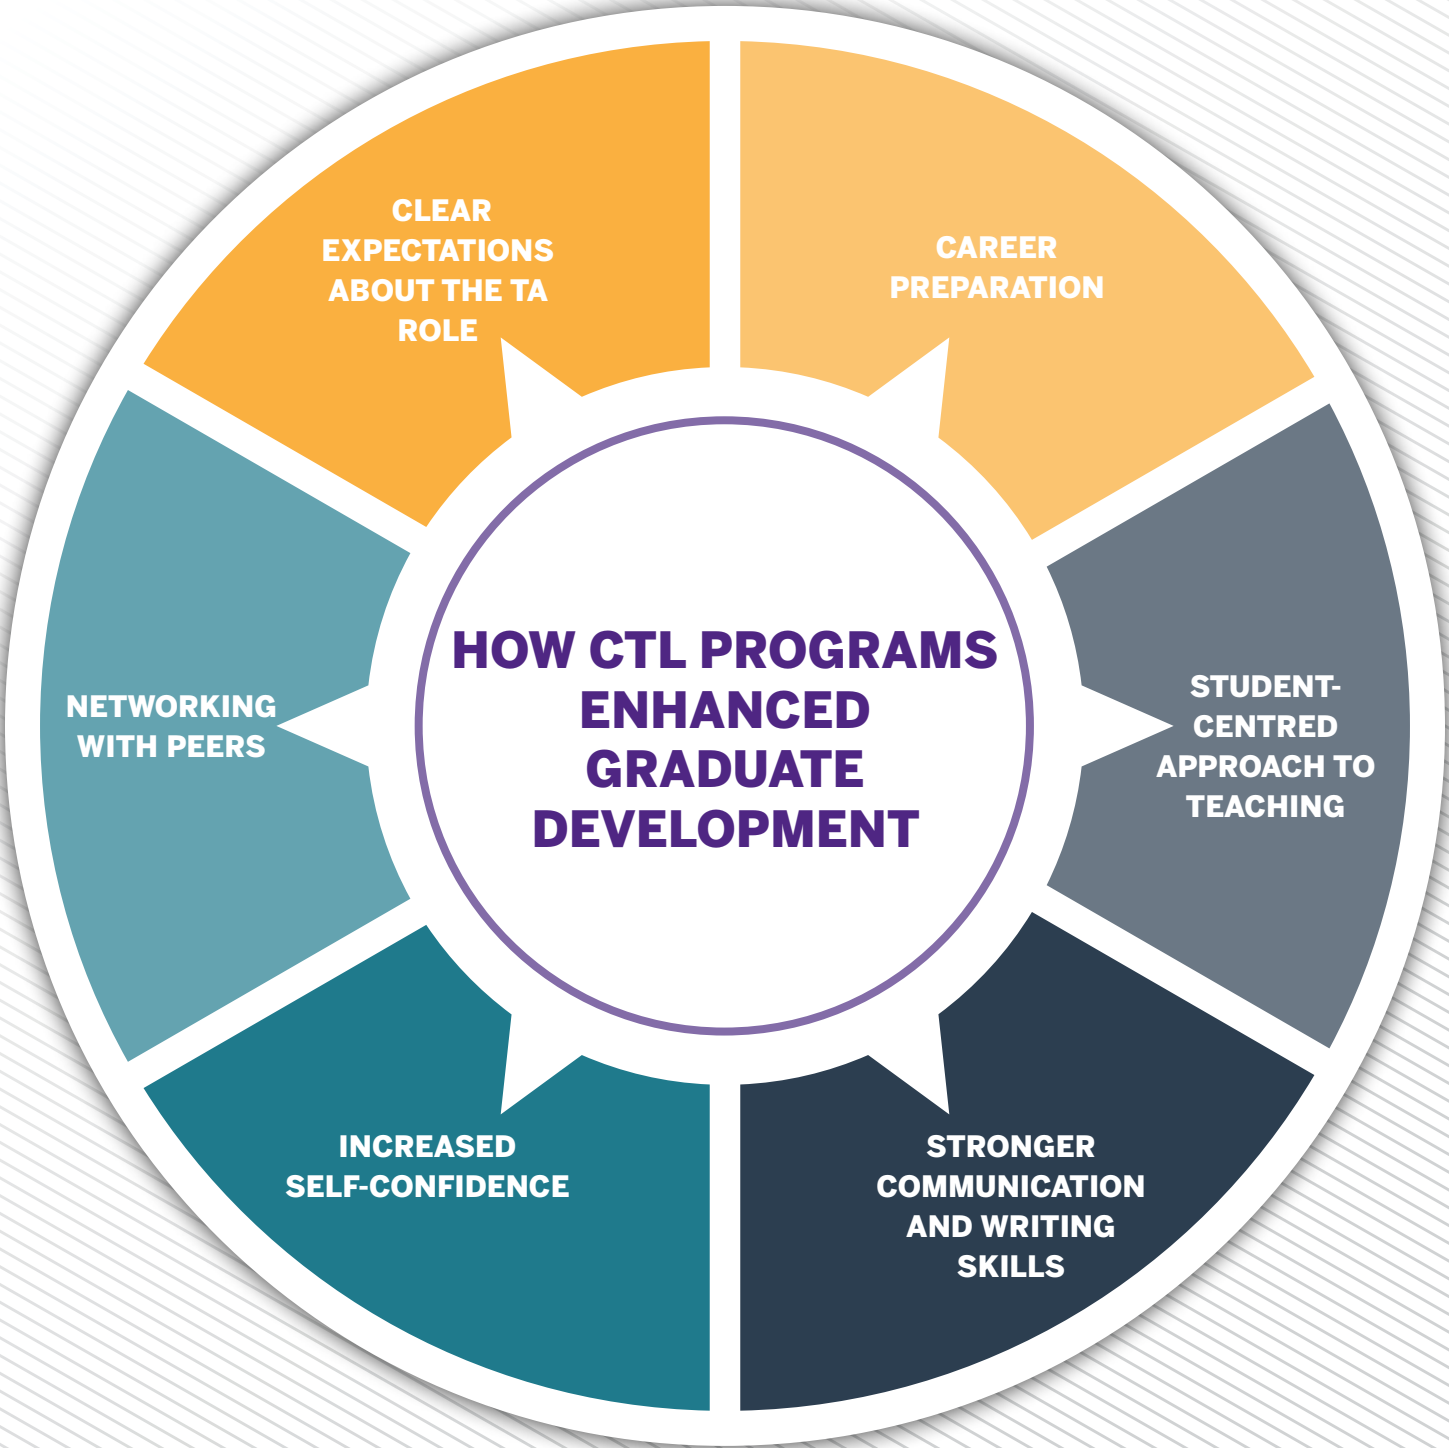 CLEAR
EXPECTATIONS
ABOUT THE TA
ROLE
CAREER
PREPARATION
NETWORKING
WITH PEERS
HOW CTL PROGRAMS
ENHANCED
GRADUATE
DEVELOPMENT
STUDENT-
CENTRED
APPROACH TO
TEACHING
INCREASED
SELF-CONFIDENCE
STRONGER
COMMUNICATION
AND WRITING
SKILLS